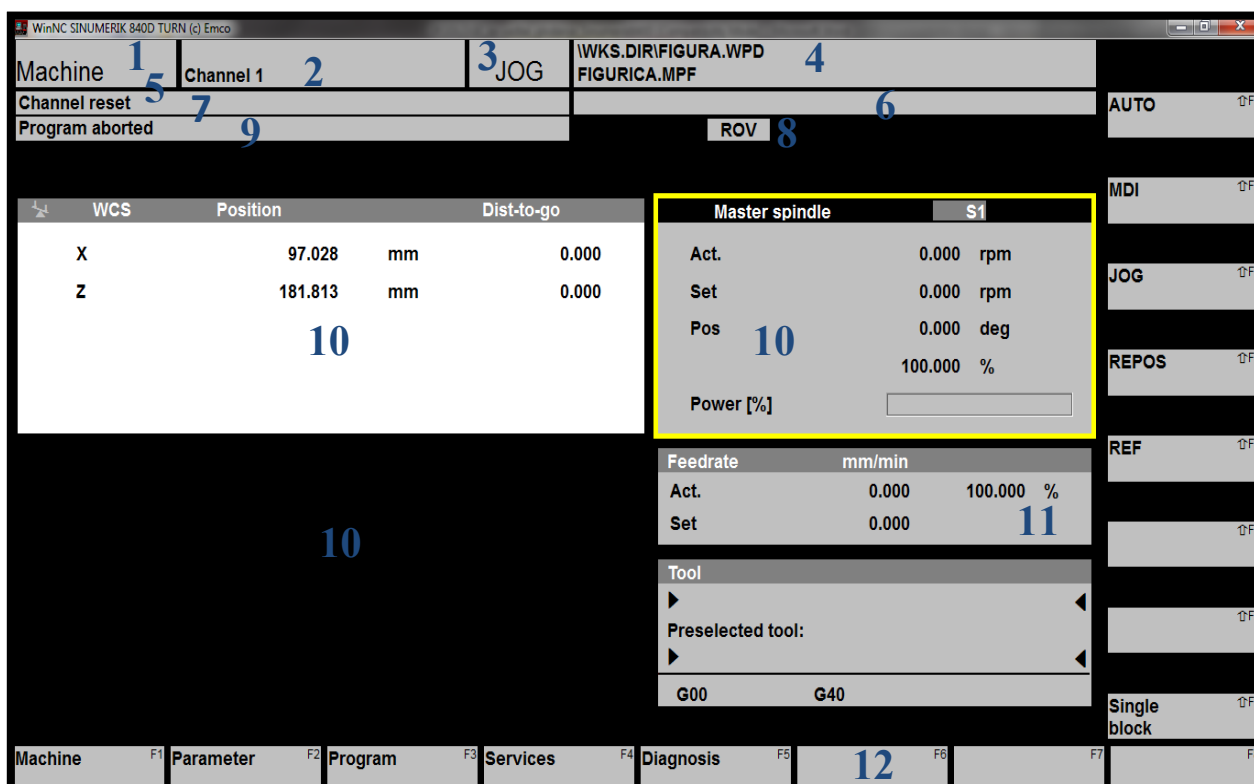 WinNC SINUMERIK 840D TURN (c) Emco
Machine 1
Channel 1 2
3 JOG
\WKS.DIR\FIGURA.WPD
FIGURICA.MPF
4
5
Channel reset 7
6
Program aborted 9
ROV 8
AUTO ⇧F
MDI ⇧F
JOG ⇧F
REPOS ⇧F
REF ⇧F
⇧F
⇧F
Single ⇧F
block
WCS Position Dist-to-go
X 97.028 mm 0.000
Z 181.813 mm 0.000
10
Master spindle S1
Act. 0.000 rpm
Set 0.000 rpm
Pos 10 0.000 deg
100.000 %
Power [%]
Feedrate mm/min
Act. 0.000 100.000 %
Set 0.000 11
10
Tool
Preselected tool:
G00 G40
Machine F1 Parameter F2 Program F3 Services F4 Diagnosis F5 12 F6 F7 F